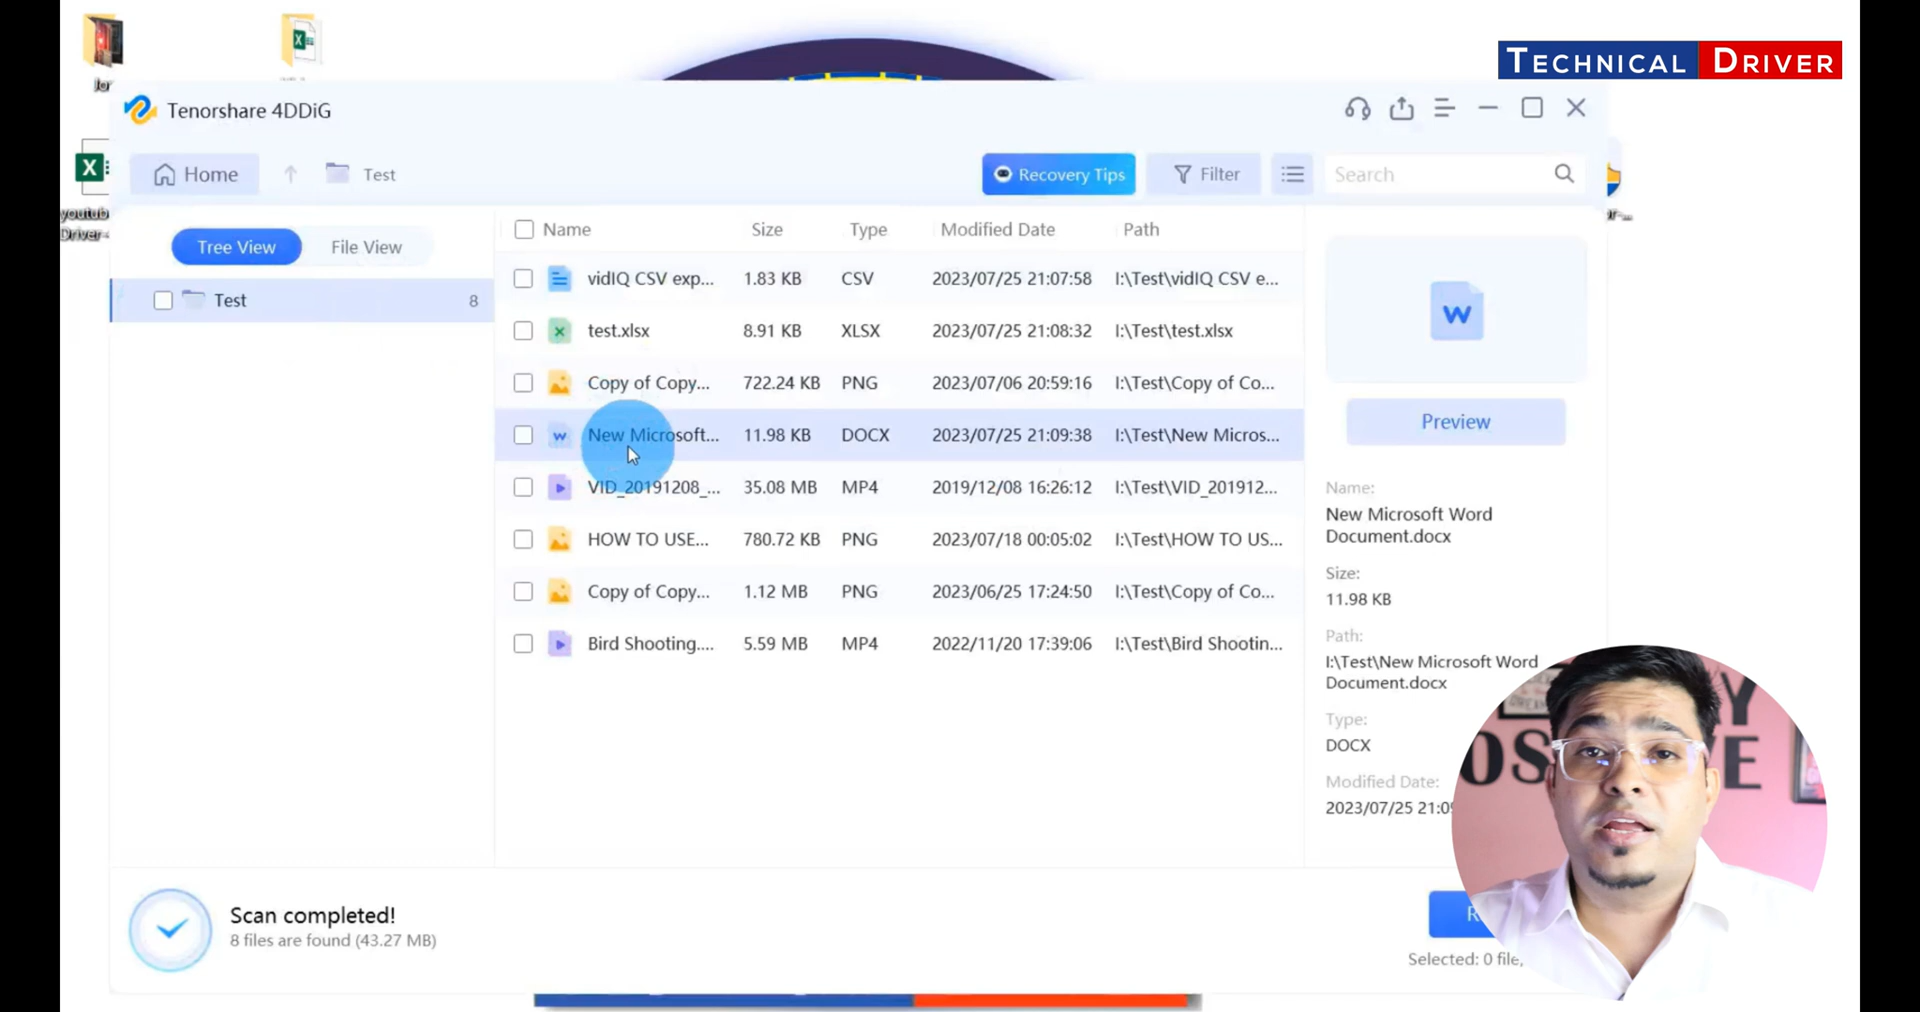 TECHNICAL DRIVER
Tenorshare 4DDiG
Home
Test
Recovery Tips
Filter
Search
youtub
Driver-
Tree View
File View
Test
8
Name
Size
Type
Modified Date
Path
vidIQ CSV exp...
1.83 KB
CSV
2023/07/25 21:07:58
I:\Test\vidIQ CSV e...
test.xlsx
8.91 KB
XLSX
2023/07/25 21:08:32
I:\Test\test.xlsx
Copy of Copy...
722.24 KB
PNG
2023/07/06 20:59:16
I:\Test\Copy of Co...
New Microsoft...
11.98 KB
DOCX
2023/07/25 21:09:38
I:\Test\New Micros...
VID_20191208_...
35.08 MB
MP4
2019/12/08 16:26:12
I:\Test\VID_201912...
HOW TO USE...
780.72 KB
PNG
2023/07/18 00:05:02
I:\Test\HOW TO US...
Copy of Copy...
1.12 MB
PNG
2023/06/25 17:24:50
I:\Test\Copy of Co...
Bird Shooting....
5.59 MB
MP4
2022/11/20 17:39:06
I:\Test\Bird Shootin...
Preview
Name:
New Microsoft Word
Document.docx
Size:
11.98 KB
Path:
I:\Test\New Microsoft Word
Document.docx
Type:
DOCX
Modified Date:
2023/07/25 21:09
Scan completed!
8 files are found (43.27 MB)
Selected: 0 file,